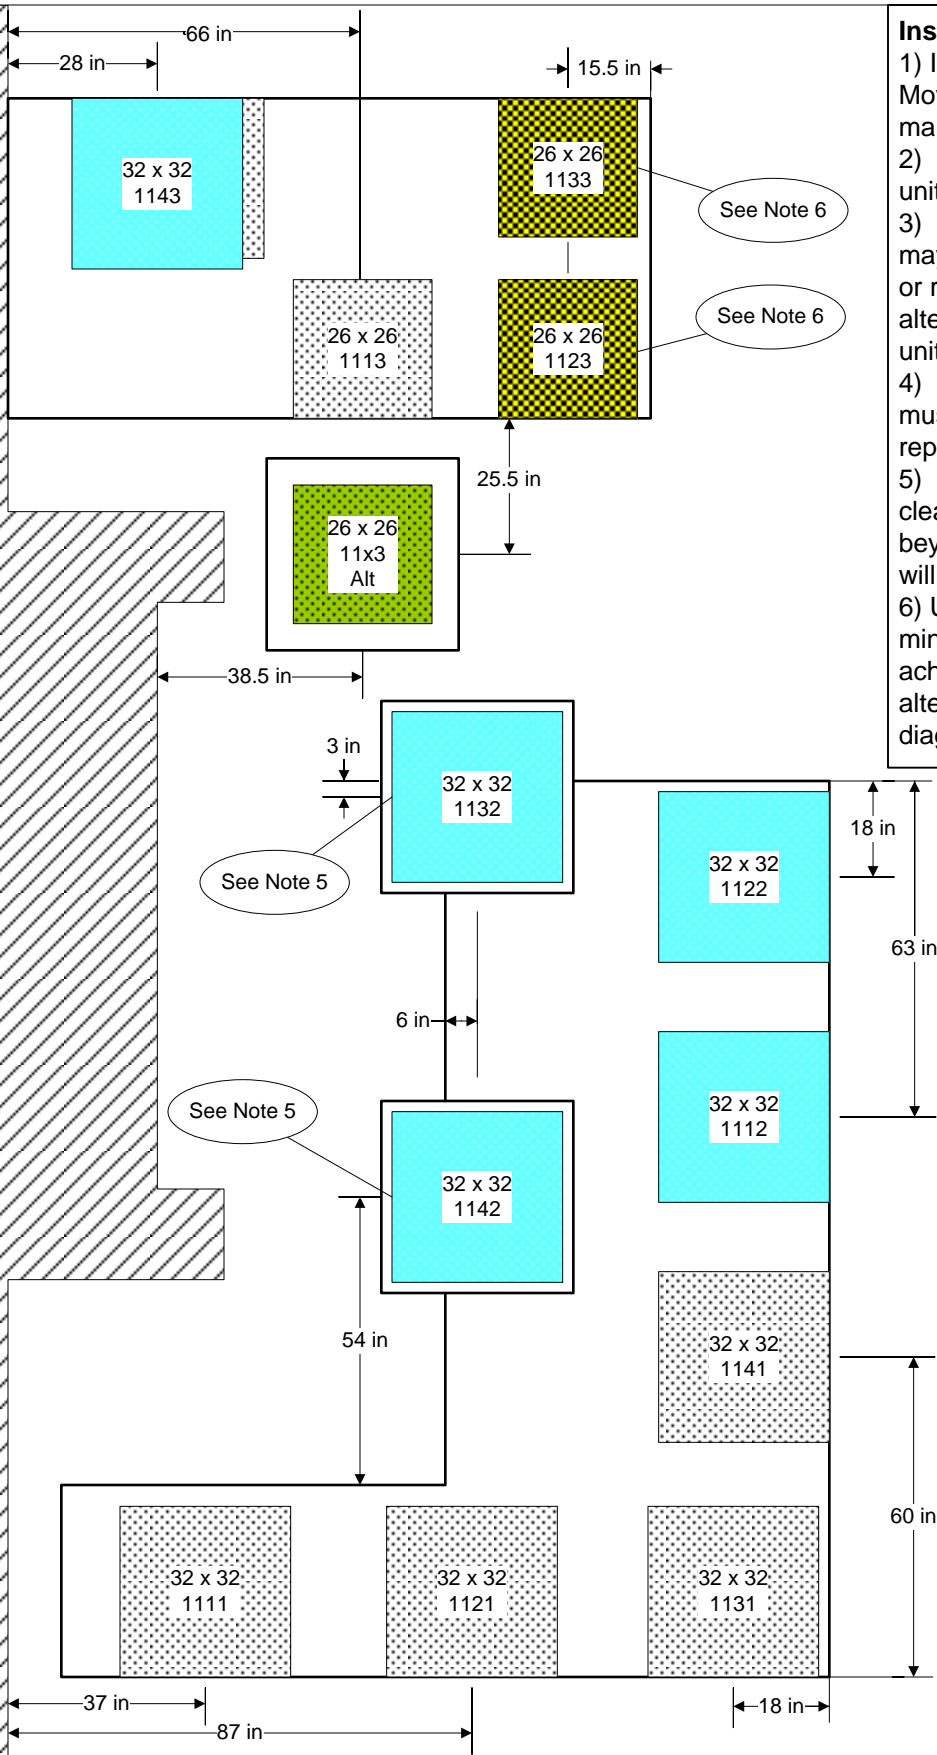 66 in
28 in
15.5 in
32 x 32
1143
26 x 26
1133
See Note 6
26 x 26
1113
26 x 26
1123
See Note 6
25.5 in
26 x 26
11x3
Alt
38.5 in
3 in
32 x 32
1132
See Note 5
18 in
32 x 32
1122
63 in
6 in
32 x 32
1112
See Note 5
32 x 32
1142
54 in
32 x 32
1141
60 in
32 x 32
1111
32 x 32
1121
32 x 32
1131
37 in
18 in
87 in
Ins
1) I
Mov
ma
2)
unit
3)
may
or r
alte
unit
4)
mus
rep
5)
clea
bey
will
6) U
min
ach
alte
diag